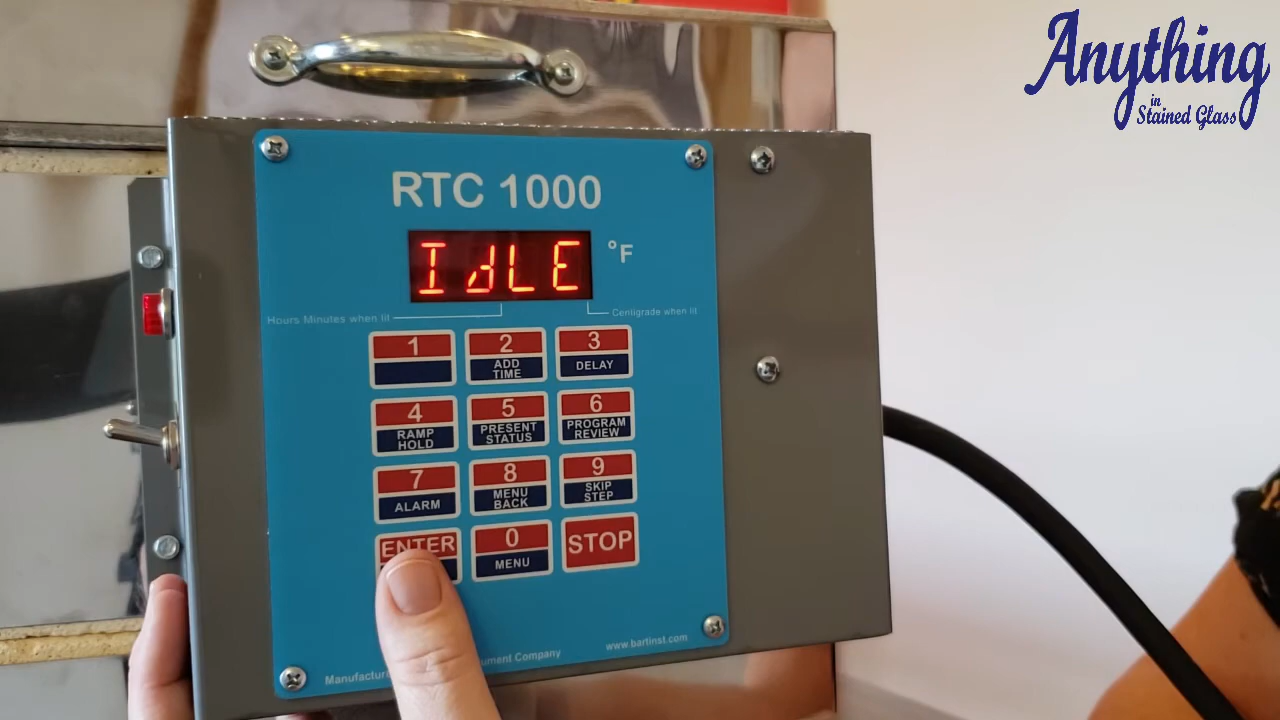 Anything
in
Stained Glass
RTC 1000
IdLE
°F
Hours Minutes when lit
Centigrade when lit
1
2
ADD
TIME
3
DELAY
4
RAMP
HOLD
5
PRESENT
STATUS
6
PROGRAM
REVIEW
7
ALARM
8
MENU
BACK
9
SKIP
STEP
ENTER
0
MENU
STOP
www.bartinst.com
Company